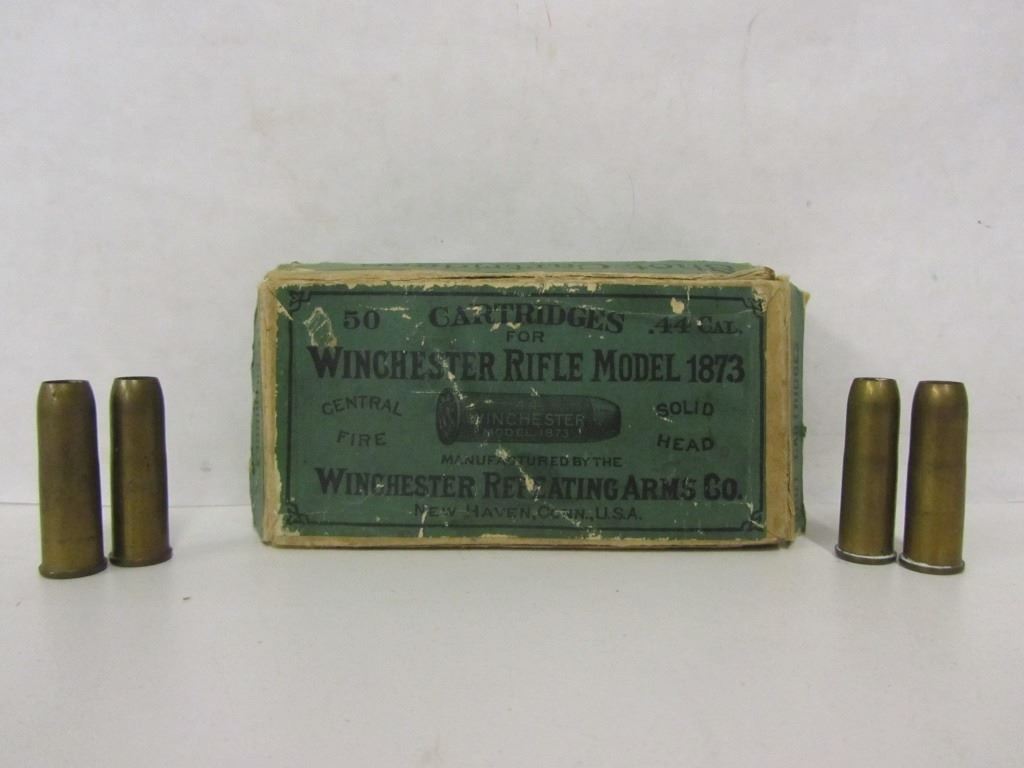 50 CARTRIDGES .44 CAL.
FOR
WINCHESTER RIFLE MODEL 1873
CENTRAL FIRE
WINCHESTER
MODEL 1873
SOLID HEAD
MANUFACTURED BY THE
WINCHESTER REPEATING ARMS CO.
NEW HAVEN, CONN., U.S.A.